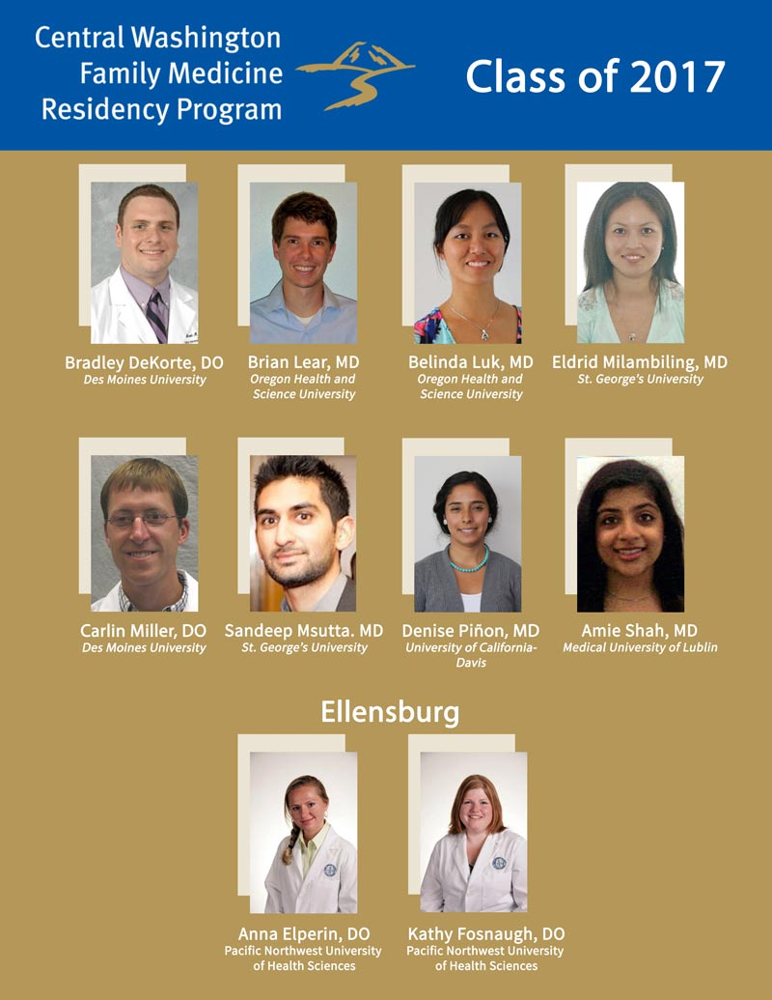 Central Washington
Family Medicine
Residency Program
Class of 2017
Bradley DeKorte, DO
Des Moines University
Brian Lear, MD
Oregon Health and
Science University
Belinda Luk, MD
Oregon Health and
Science University
Eldrid Milambiling, MD
St. George's University
Carlin Miller, DO
Des Moines University
Sandeep Msutta. MD
St. George's University
Denise Piñon, MD
University of California-
Davis
Amie Shah, MD
Medical University of Lublin
Ellensburg
Anna Elperin, DO
Pacific Northwest University
of Health Sciences
Kathy Fosnaugh, DO
Pacific Northwest University
of Health Sciences